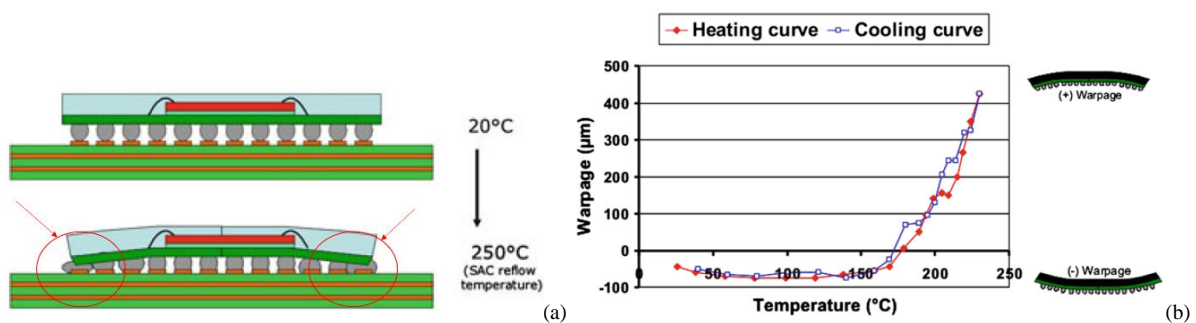 20°C
250°C
(SAC reflow
temperature)
(a)
Heating curve
Cooling curve
Warpage (µm)
500
400
300
200
100
0
-100
0
50
100
150
200
250
Temperature (°C)
(+) Warpage
(-) Warpage
(b)